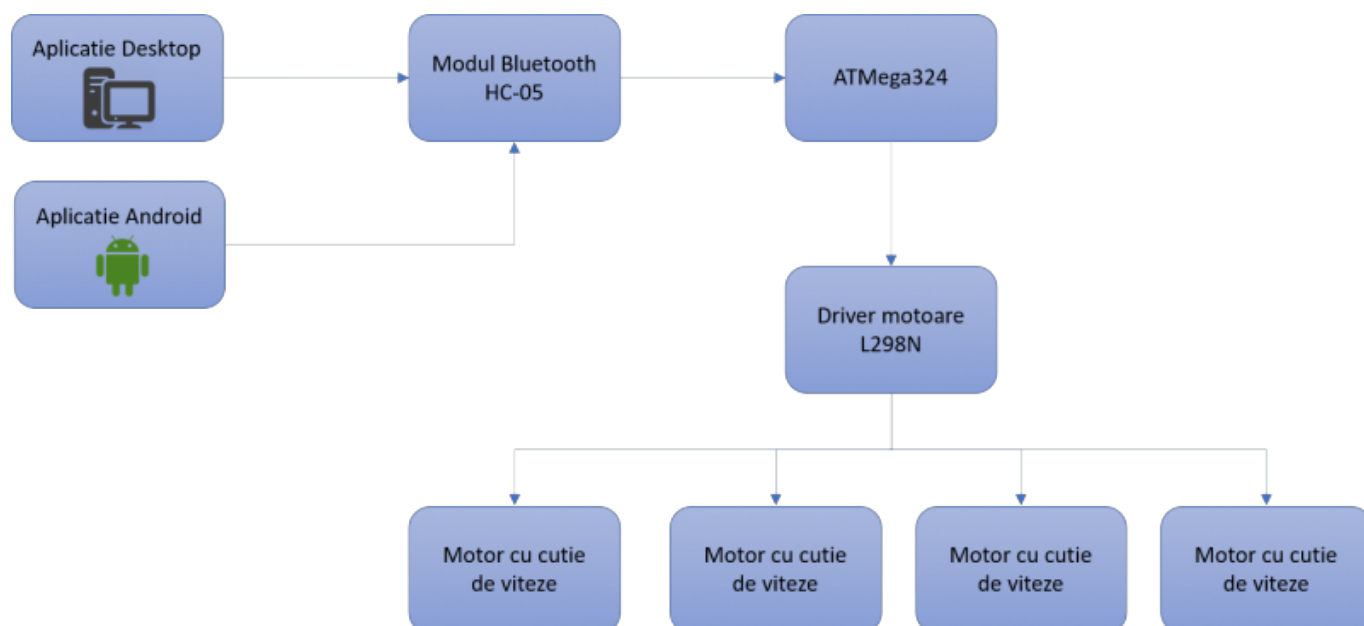 Aplicatie Desktop
Modul Bluetooth
HC-05
ATMega324
Aplicatie Android
Driver motoare
L298N
Motor cu cutie
de viteze
Motor cu cutie
de viteze
Motor cu cutie
de viteze
Motor cu cutie
de viteze